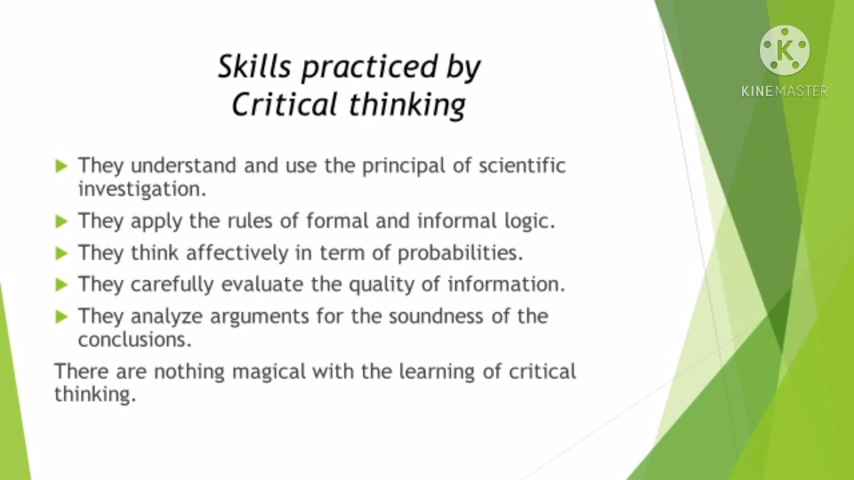 Skills practiced by
Critical thinking
K
KINEMASTER
They understand and use the principal of scientific
investigation.
They apply the rules of formal and informal logic.
They think affectively in term of probabilities.
They carefully evaluate the quality of information.
They analyze arguments for the soundness of the
conclusions.
There are nothing magical with the learning of critical
thinking.